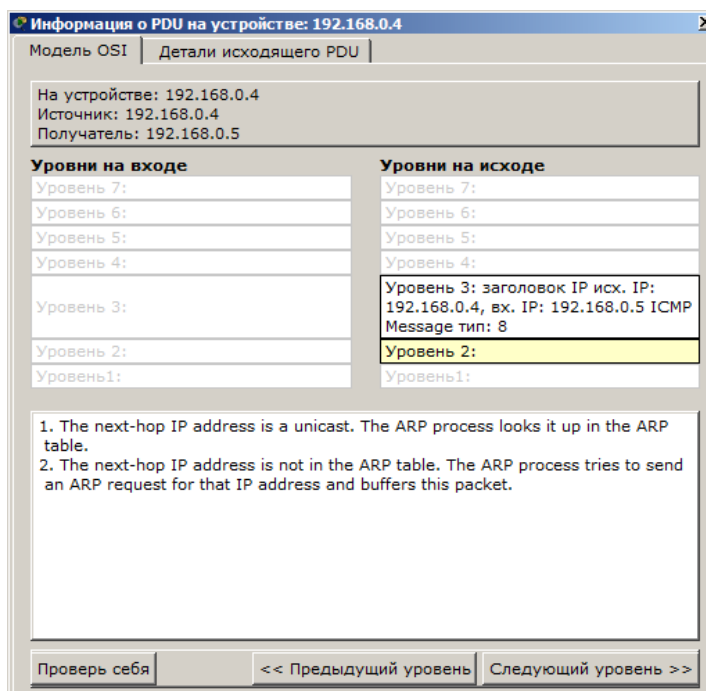 Информация о PDU на устройстве: 192.168.0.4
Модель OSI
Детали исходящего PDU
На устройстве: 192.168.0.4
Источник: 192.168.0.4
Получатель: 192.168.0.5
Уровни на входе
Уровень 7:
Уровень 6:
Уровень 5:
Уровень 4:
Уровень 3:
Уровень 2:
Уровень1:
Уровни на исходе
Уровень 7:
Уровень 6:
Уровень 5:
Уровень 4:
Уровень 3: заголовок IP исх. IP:
192.168.0.4, вх. IP: 192.168.0.5 ICMP
Message тип: 8
Уровень 2:
Уровень1:
1. The next-hop IP address is a unicast. The ARP process looks it up in the ARP
table.
2. The next-hop IP address is not in the ARP table. The ARP process tries to send
an ARP request for that IP address and buffers this packet.
Проверь себя
<< Предыдущий уровень
Следующий уровень >>